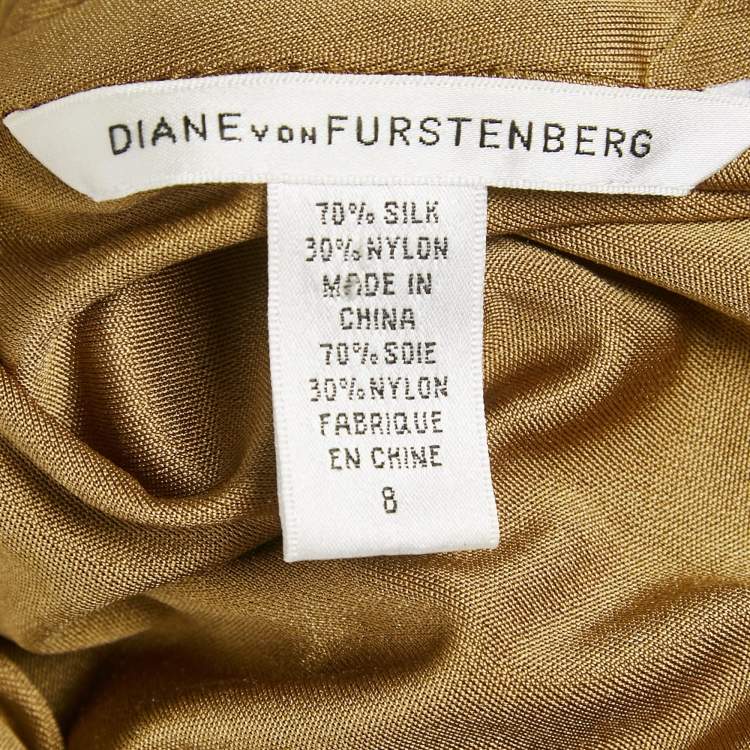 DIANE VON FURSTENBERG
70% SILK
30% NYLON
MADE IN
CHINA
70% SOIE
30% NYLON
FABRIQUE
EN CHINE
8